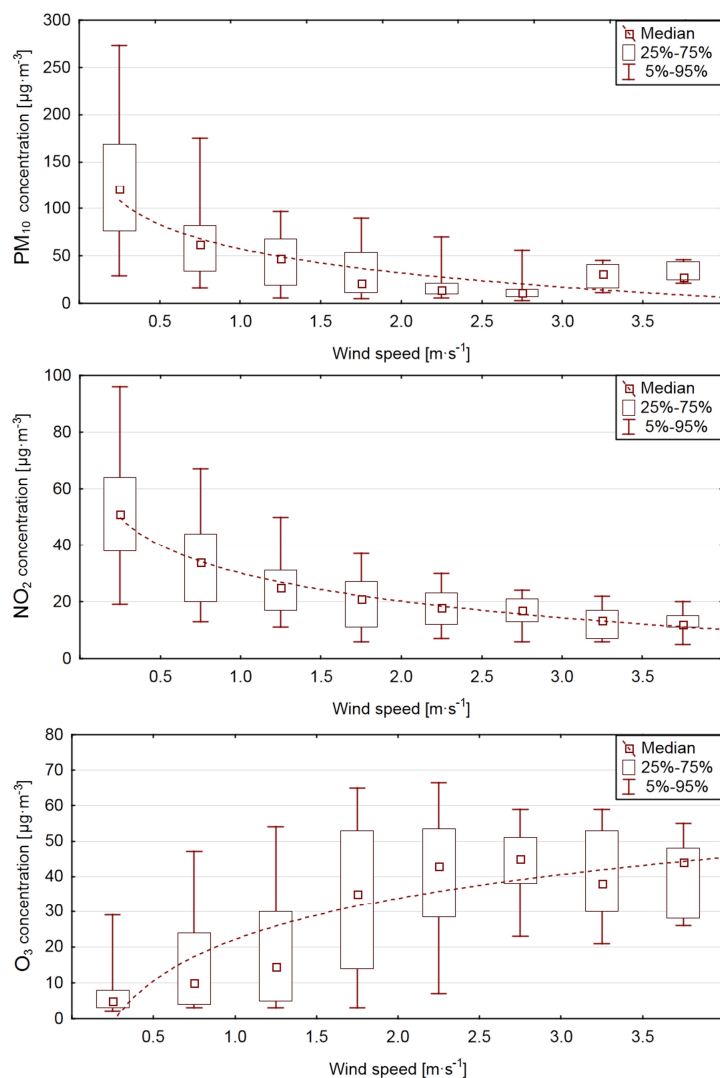 300
250
200
150
100
50
0
PM₁₀ concentration [µg·m⁻³]
Median
25%-75%
5%-95%
0.5 1.0 1.5 2.0 2.5 3.0 3.5
Wind speed [m·s⁻¹]
100
80
60
40
20
0
NO₂ concentration [µg·m⁻³]
Median
25%-75%
5%-95%
0.5 1.0 1.5 2.0 2.5 3.0 3.5
Wind speed [m·s⁻¹]
80
70
60
50
40
30
20
10
0
O₃ concentration [µg·m⁻³]
Median
25%-75%
5%-95%
0.5 1.0 1.5 2.0 2.5 3.0 3.5
Wind speed [m·s⁻¹]